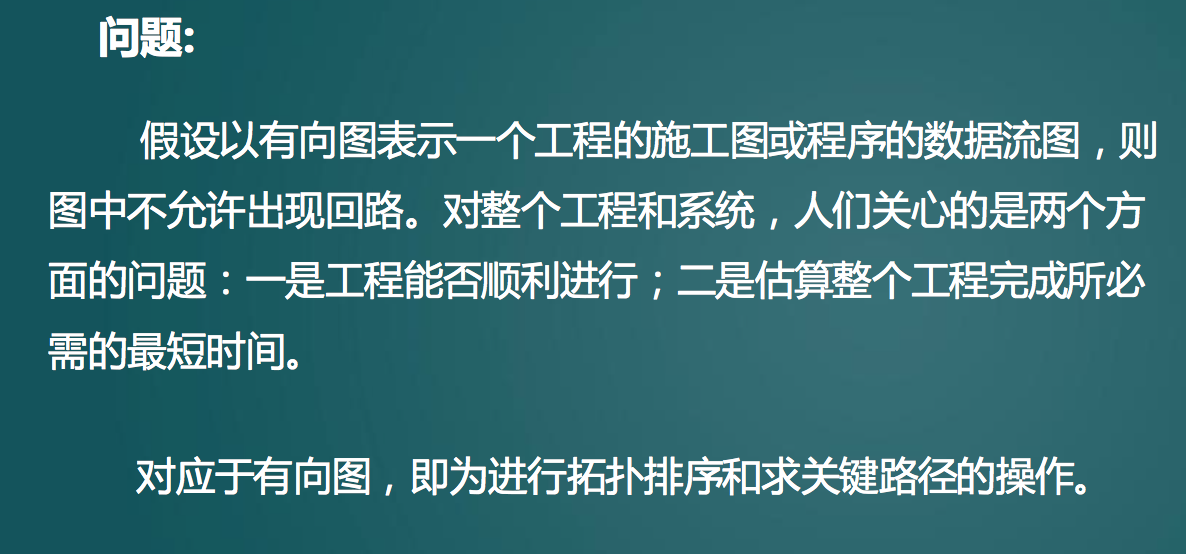 问题:
假设以有向图表示一个工程的施工图或程序的数据流图，则
图中不允许出现回路。对整个工程和系统，人们关心的是两个方
面的问题：一是工程能否顺利进行；二是估算整个工程完成所必
需的最短时间。
对应于有向图，即为进行拓扑排序和求关键路径的操作。